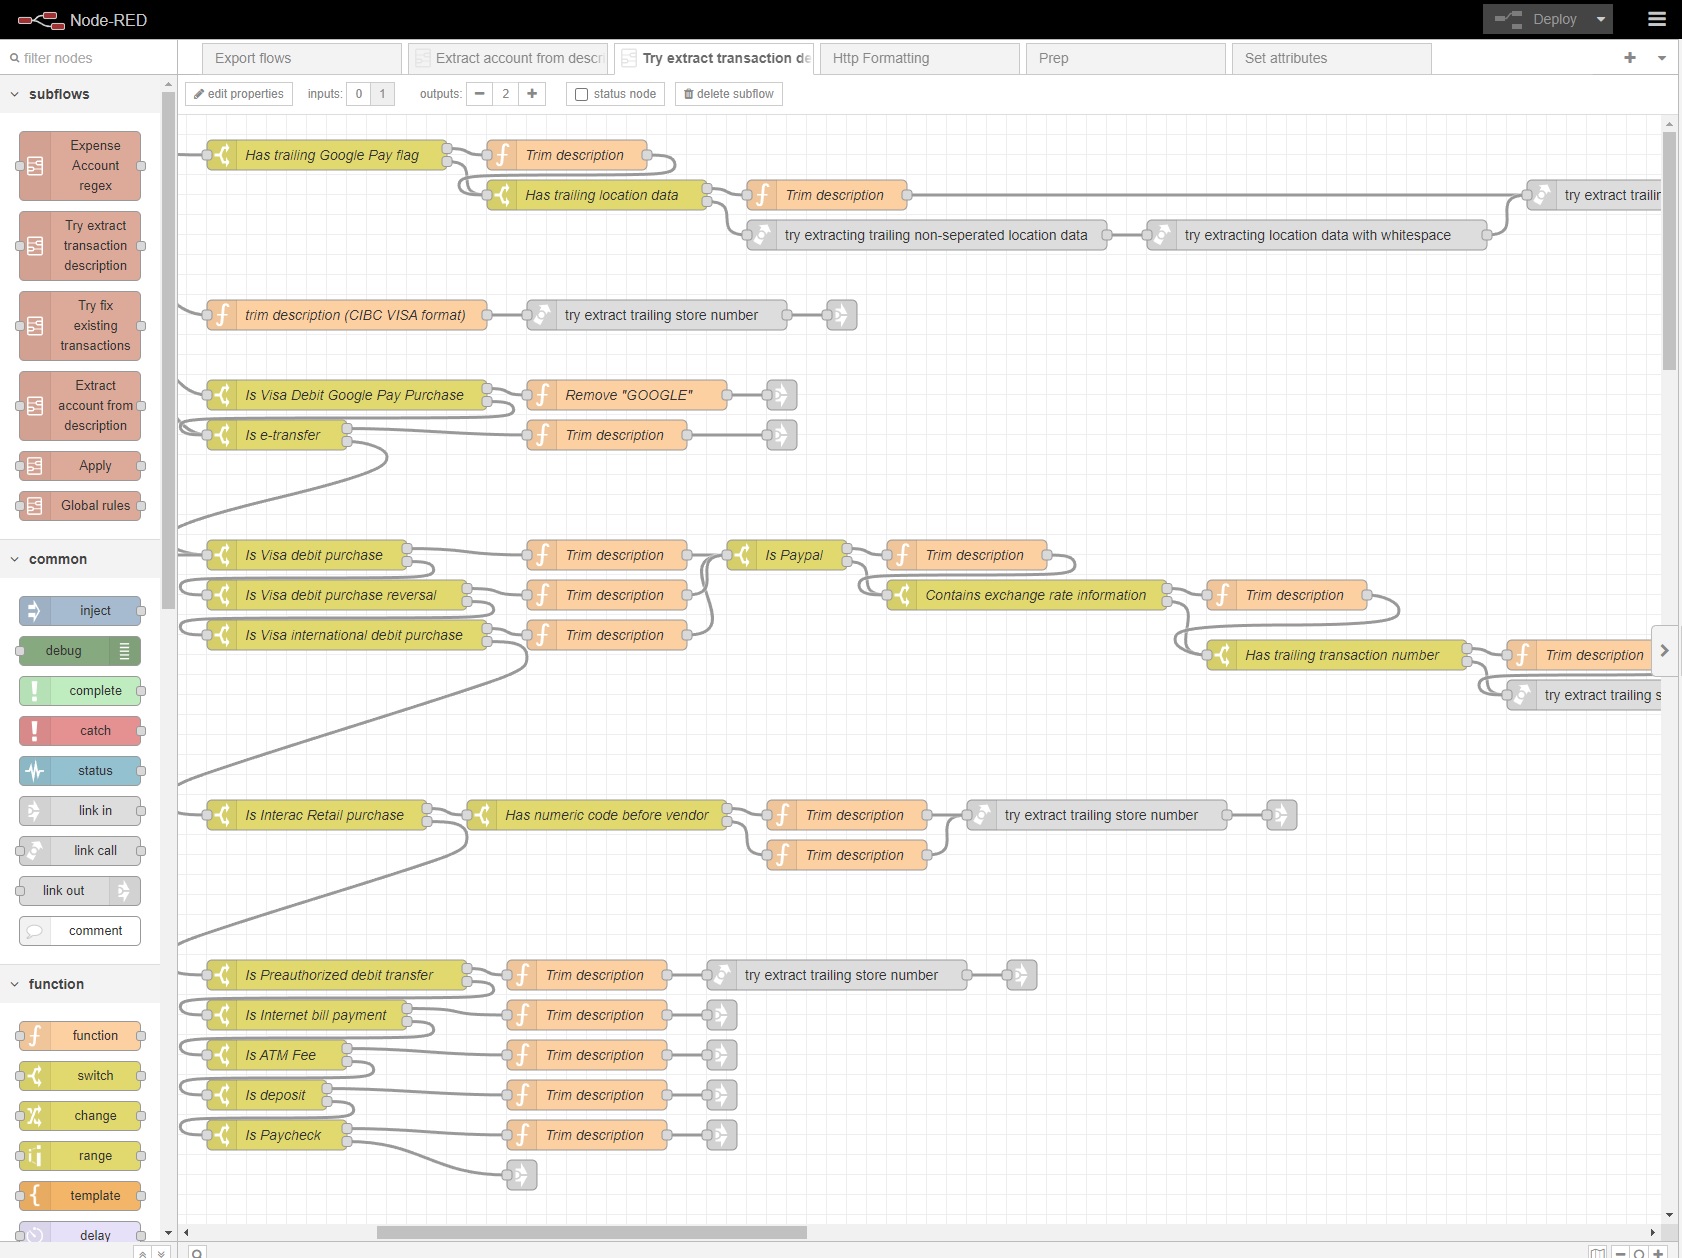 Node-RED
Deploy
filter nodes
Export flows
Extract account from descri
Try extract transaction de
Http Formatting
Prep
Set attributes
edit properties
inputs:
0
1
outputs:
2
status node
delete subflow
subflows
Expense
Account
regex
Try extract
transaction
description
Try fix
existing
transactions
Extract
account from
description
Apply
Global rules
common
inject
debug
complete
catch
status
link in
link call
link out
comment
function
function
switch
change
range
template
delay
Has trailing Google Pay flag
Trim description
Has trailing location data
Trim description
try extract trailin
try extracting trailing non-seperated location data
try extracting location data with whitespace
trim description (CIBC VISA format)
try extract trailing store number
Is Visa Debit Google Pay Purchase
Remove "GOOGLE"
Is e-transfer
Trim description
Is Visa debit purchase
Trim description
Is Paypal
Trim description
Is Visa debit purchase reversal
Trim description
Contains exchange rate information
Trim description
Is Visa international debit purchase
Trim description
Has trailing transaction number
Trim description
try extract trailing s
Is Interac Retail purchase
Has numeric code before vendor
Trim description
try extract trailing store number
Trim description
Is Preauthorized debit transfer
Trim description
try extract trailing store number
Is Internet bill payment
Trim description
Is ATM Fee
Trim description
Is deposit
Trim description
Is Paycheck
Trim description